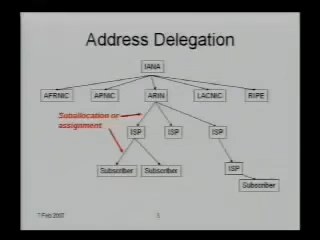 Address Delegation
IANA
AFRNIC APNIC ARIN LACNIC RIPE
Suballocation or
assignment
ISP ISP ISP
Subscriber Subscriber
ISP
Subscriber
7 Feb 2007